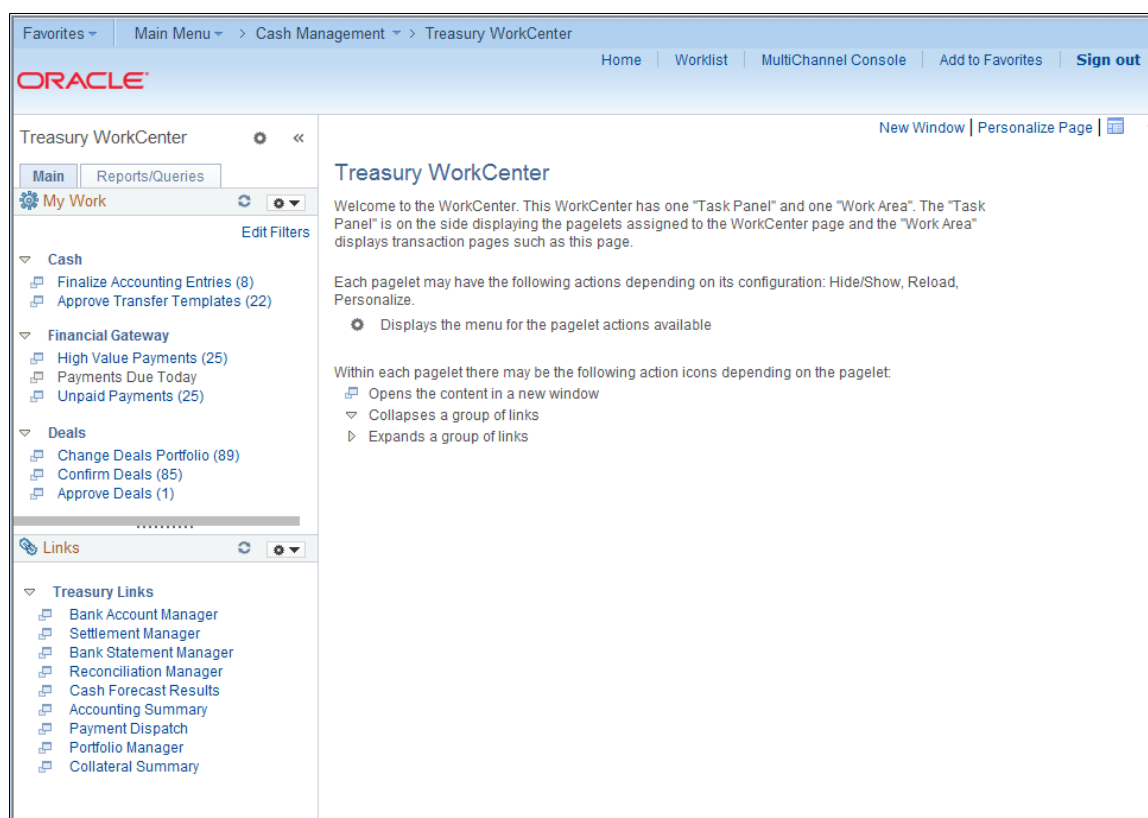 Favorites Main Menu > Cash Management > Treasury WorkCenter
Home Worklist MultiChannel Console Add to Favorites Sign out
ORACLE
New Window | Personalize Page |
Treasury WorkCenter
Main Reports/Queries
My Work
Edit Filters
Cash
Finalize Accounting Entries (8)
Approve Transfer Templates (22)
Financial Gateway
High Value Payments (25)
Payments Due Today
Unpaid Payments (25)
Deals
Change Deals Portfolio (89)
Confirm Deals (85)
Approve Deals (1)
Links
Treasury Links
Bank Account Manager
Settlement Manager
Bank Statement Manager
Reconciliation Manager
Cash Forecast Results
Accounting Summary
Payment Dispatch
Portfolio Manager
Collateral Summary
Treasury WorkCenter
Welcome to the WorkCenter. This WorkCenter has one "Task Panel" and one "Work Area". The "Task
Panel" is on the side displaying the pagelets assigned to the WorkCenter page and the "Work Area"
displays transaction pages such as this page.
Each pagelet may have the following actions depending on its configuration: Hide/Show, Reload,
Personalize.
Displays the menu for the pagelet actions available
Within each pagelet there may be the following action icons depending on the pagelet:
Opens the content in a new window
Collapses a group of links
Expands a group of links